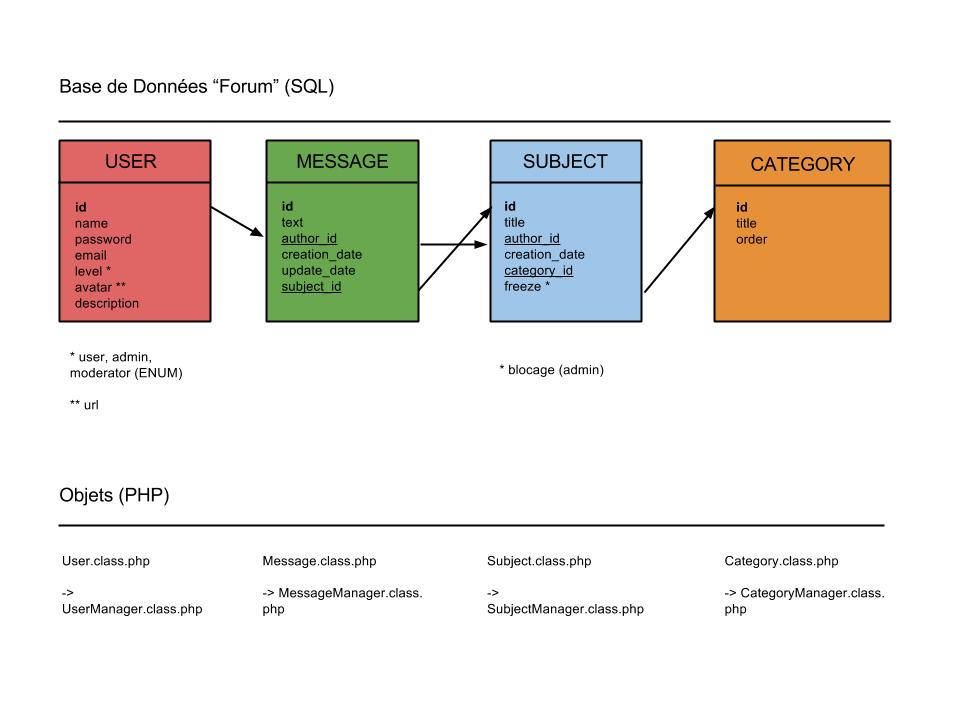 Base de Données “Forum” (SQL)
USER
id
name
password
email
level *
avatar **
description
* user, admin,
moderator (ENUM)
** url
MESSAGE
id
text
author_id
creation_date
update_date
subject_id
SUBJECT
id
title
author_id
creation_date
category_id
freeze *
* blocage (admin)
CATEGORY
id
title
order
Objets (PHP)
User.class.php
->
UserManager.class.php
Message.class.php
-> MessageManager.class.
php
Subject.class.php
->
SubjectManager.class.php
Category.class.php
-> CategoryManager.class.
php